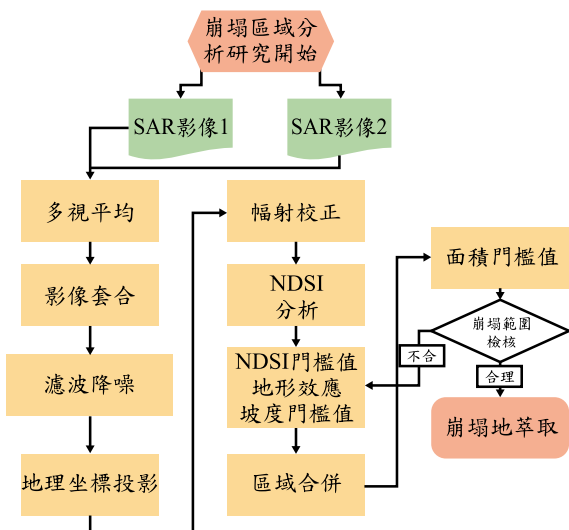 崩塌區域分
析研究開始
SAR影像1
SAR影像2
多視平均
影像套合
濾波降噪
地理坐標投影
幅射校正
NDSI
分析
NDSI門檻值
地形效應
坡度門檻值
區域合併
面積門檻值
崩塌範圍
檢核
不合
合理
崩塌地萃取